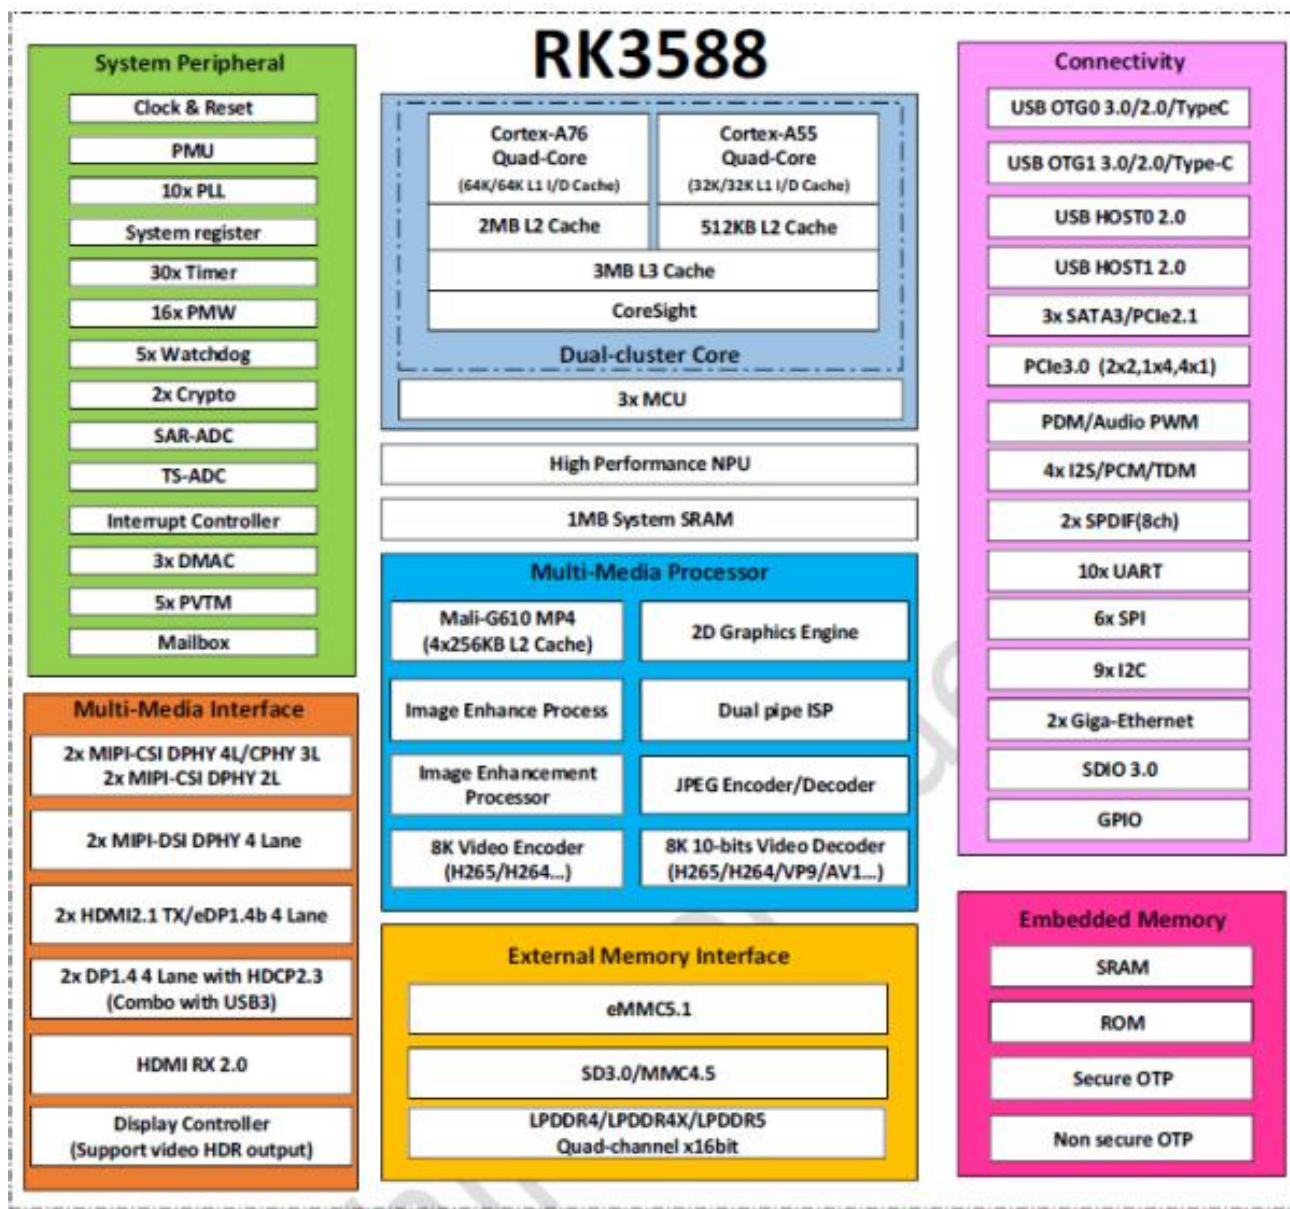 RK3588
System Peripheral
Clock & Reset
PMU
10x PLL
System register
30x Timer
16x PMW
5x Watchdog
2x Crypto
SAR-ADC
TS-ADC
Interrupt Controller
3x DMAC
5x PVTM
Mailbox
Multi-Media Interface
2x MIPI-CSI DPHY 4L/CPHY 3L
2x MIPI-CSI DPHY 2L
2x MIPI-DSI DPHY 4 Lane
2x HDMI2.1 TX/eDP1.4b 4 Lane
2x DP1.4 4 Lane with HDCP2.3
(Combo with USB3)
HDMI RX 2.0
Display Controller
(Support video HDR output)
Cortex-A76
Quad-Core
(64K/64K L1 I/D Cache)
2MB L2 Cache
Cortex-A55
Quad-Core
(32K/32K L1 I/D Cache)
512KB L2 Cache
3MB L3 Cache
CoreSight
Dual-cluster Core
3x MCU
High Performance NPU
1MB System SRAM
Multi-Media Processor
Mali-G610 MP4
(4x256KB L2 Cache)
2D Graphics Engine
Image Enhance Process
Dual pipe ISP
Image Enhancement
Processor
JPEG Encoder/Decoder
8K Video Encoder
(H265/H264...)
8K 10-bits Video Decoder
(H265/H264/VP9/AV1...)
External Memory Interface
eMMC5.1
SD3.0/MMC4.5
LPDDR4/LPDDR4X/LPDDR5
Quad-channel x16bit
Connectivity
USB OTG0 3.0/2.0/TypeC
USB OTG1 3.0/2.0/Type-C
USB HOST0 2.0
USB HOST1 2.0
3x SATA3/PCIe2.1
PCIe3.0 (2x2,1x4,4x1)
PDM/Audio PWM
4x I2S/PCM/TDM
2x SPDIF(8ch)
10x UART
6x SPI
9x I2C
2x Giga-Ethernet
SDIO 3.0
GPIO
Embedded Memory
SRAM
ROM
Secure OTP
Non secure OTP